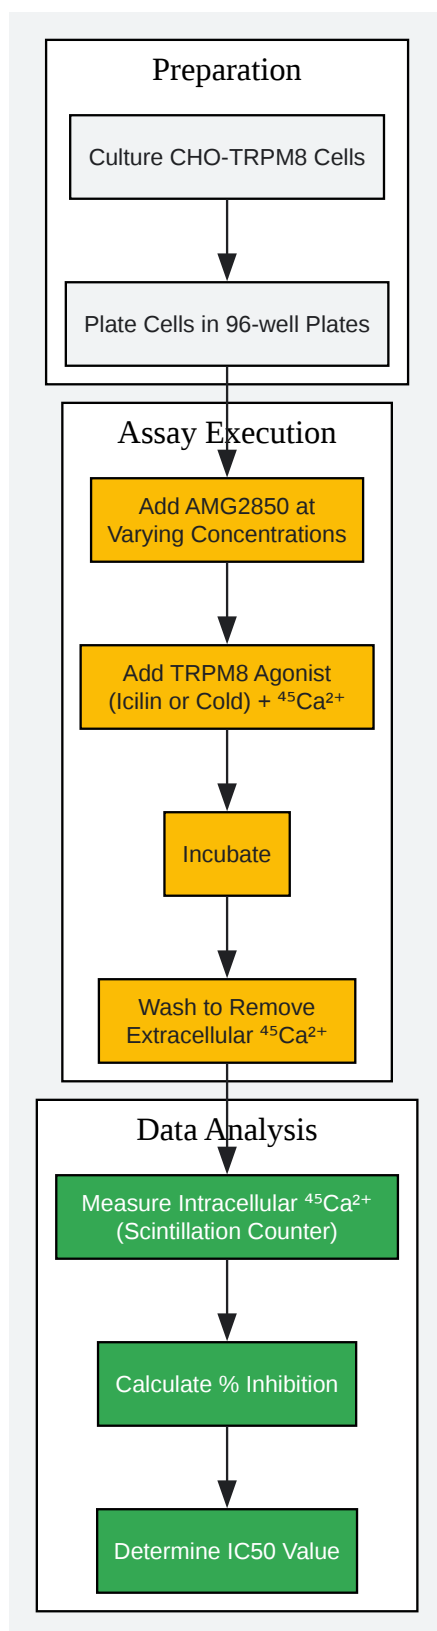 Preparation
Culture CHO-TRPM8 Cells
Plate Cells in 96-well Plates
Assay Execution
Add AMG2850 at
Varying Concentrations
Add TRPM8 Agonist
(Icilin or Cold) + ⁴⁵Ca²⁺
Incubate
Wash to Remove
Extracellular ⁴⁵Ca²⁺
Data Analysis
Measure Intracellular ⁴⁵Ca²⁺
(Scintillation Counter)
Calculate % Inhibition
Determine IC50 Value